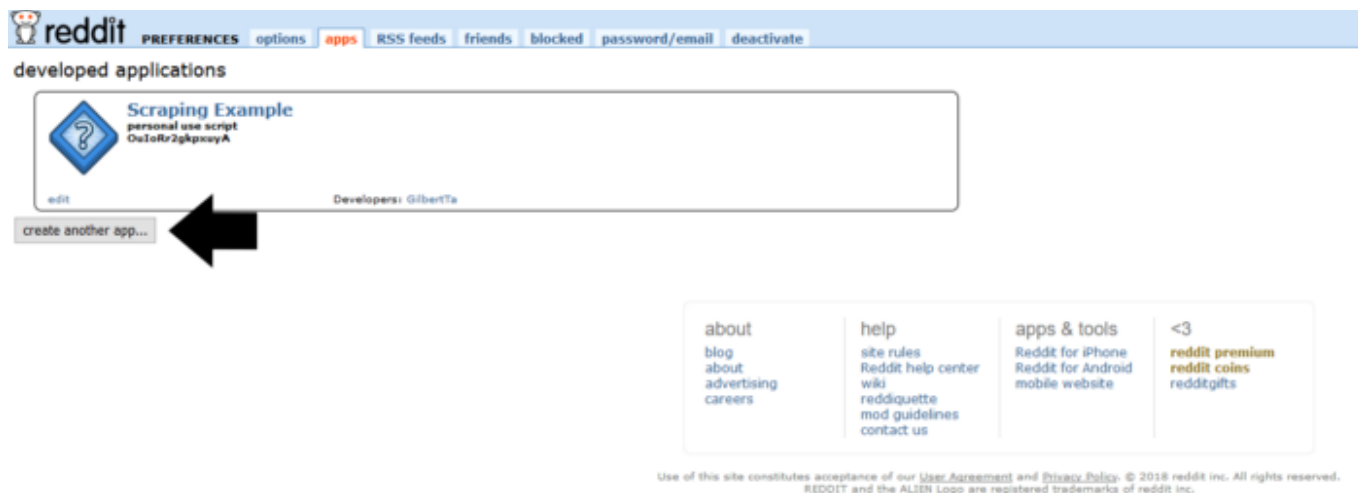 reddit PREFERENCES options apps RSS feeds friends blocked password/email deactivate
developed applications
Scraping Example
personal use script
OuIoRr2gkpxuyA
edit Developers: GilbertTa
create another app...
about help apps & tools <3
blog site rules Reddit for iPhone reddit premium
about Reddit help center Reddit for Android reddit coins
advertising wiki mobile website redditgifts
careers reddiquette
mod guidelines
contact us
Use of this site constitutes acceptance of our User Agreement and Privacy Policy. © 2018 reddit inc. All rights reserved.
REDDIT and the ALIEN Logo are registered trademarks of reddit inc.